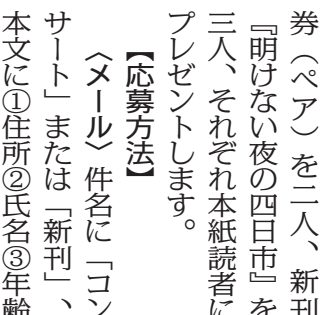 券（ペア）を二人、新刊
『明けない夜の四日市』を
三人、それぞれ本紙読者に
プレゼントします。
【応募方法】
〈メール〉件名に「コン
サート」または「新刊」、
本文に①住所②氏名③年齢